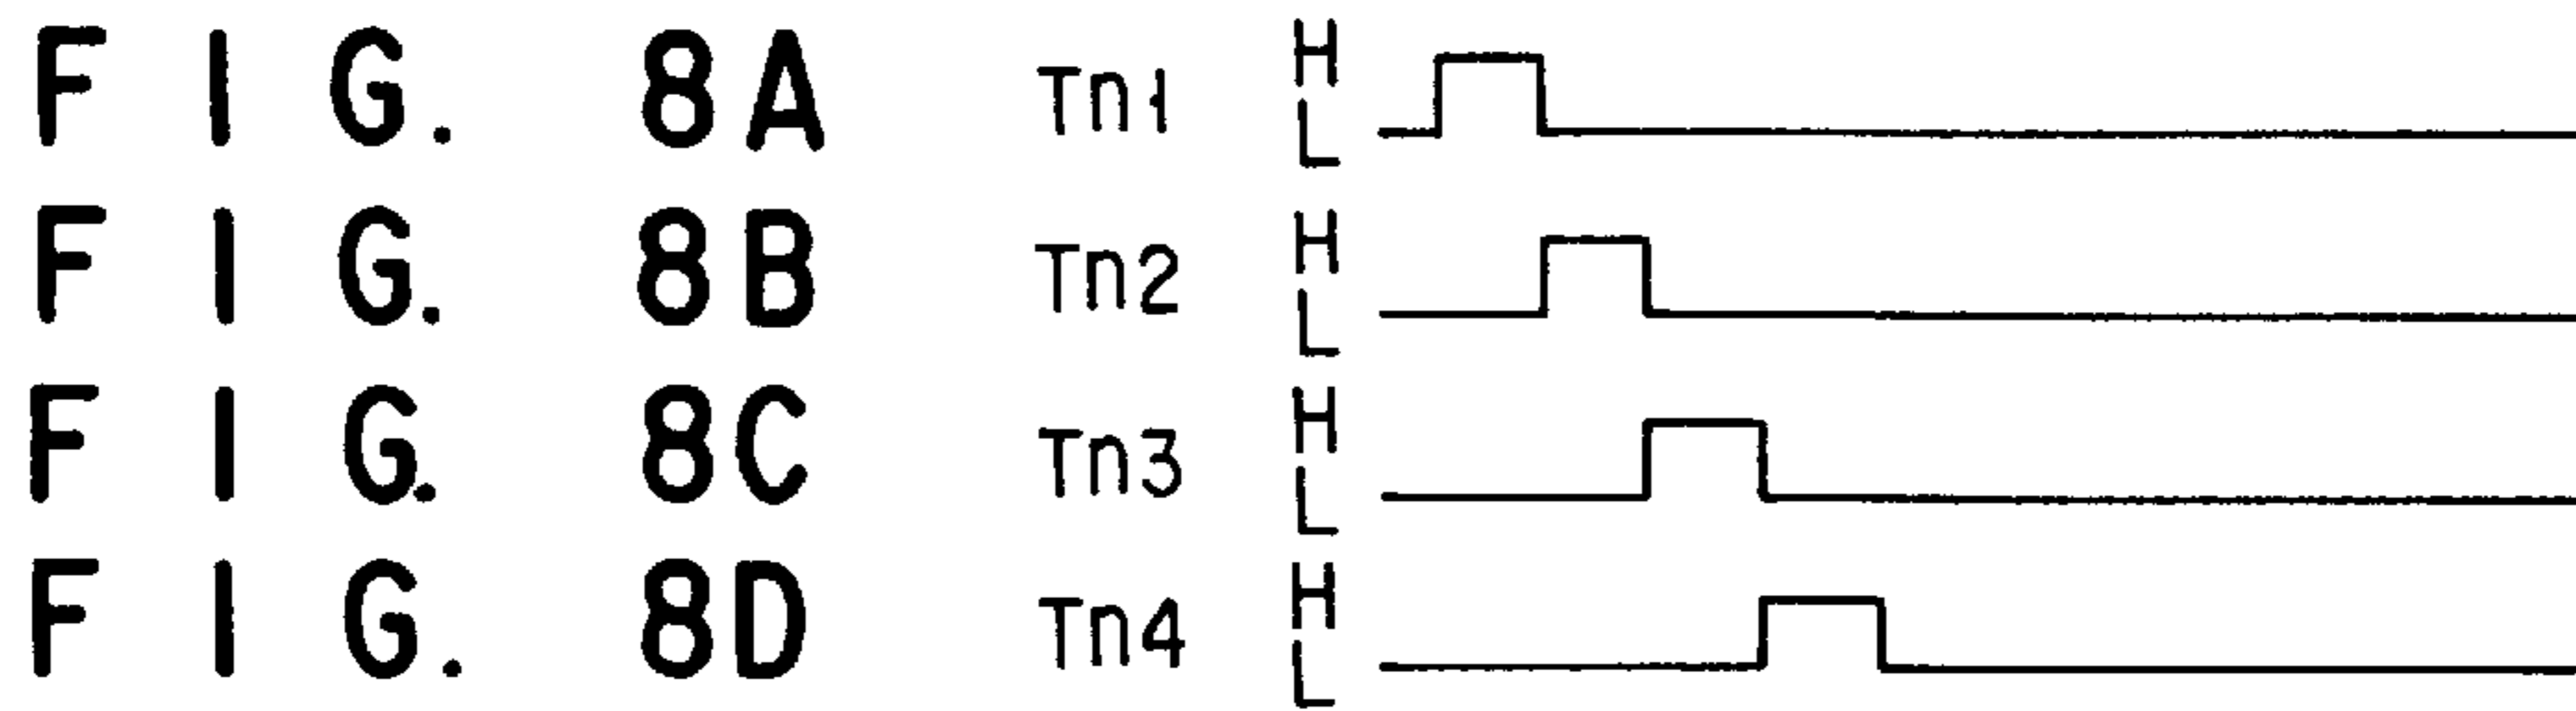 FIG. 8A Tn1 H L
FIG. 8B Tn2 H L
FIG. 8C Tn3 H L
FIG. 8D Tn4 H L